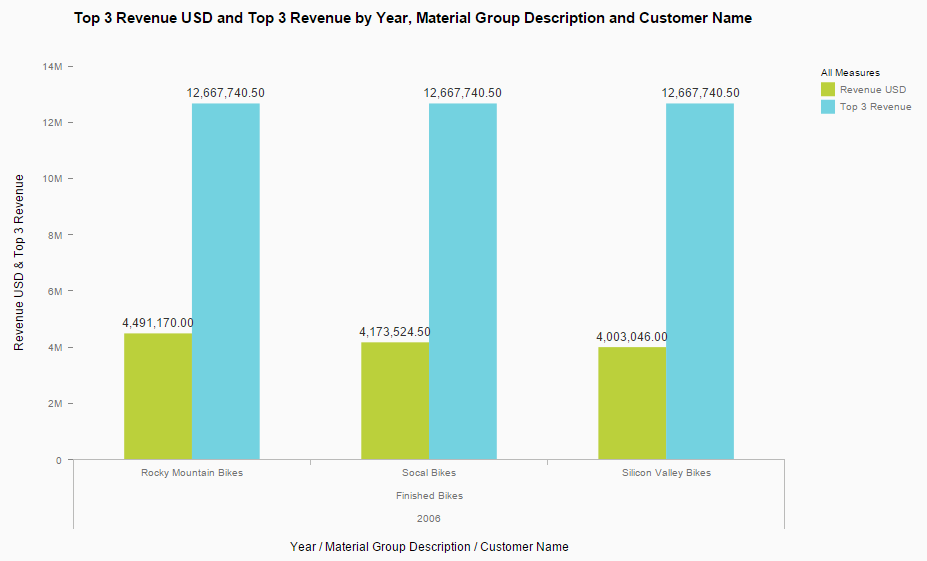 Top 3 Revenue USD and Top 3 Revenue by Year, Material Group Description and Customer Name
All Measures
Revenue USD
Top 3 Revenue
Revenue USD & Top 3 Revenue
14M
12M
10M
8M
6M
4M
2M
0
12,667,740.50
12,667,740.50
12,667,740.50
4,491,170.00
4,173,524.50
4,003,046.00
Rocky Mountain Bikes
Socal Bikes
Silicon Valley Bikes
Finished Bikes
2006
Year / Material Group Description / Customer Name